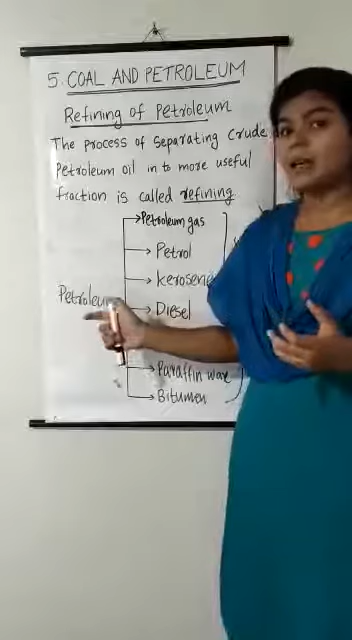 5. COAL AND PETROLEUM
Refining of Petroleum
The process of separating Crude
Petroleum oil in to more useful
fraction is called refining
Petroleum gas
Petrol
Kerosene
Petroleum
Diesel
Paraffin wax
Bitumen